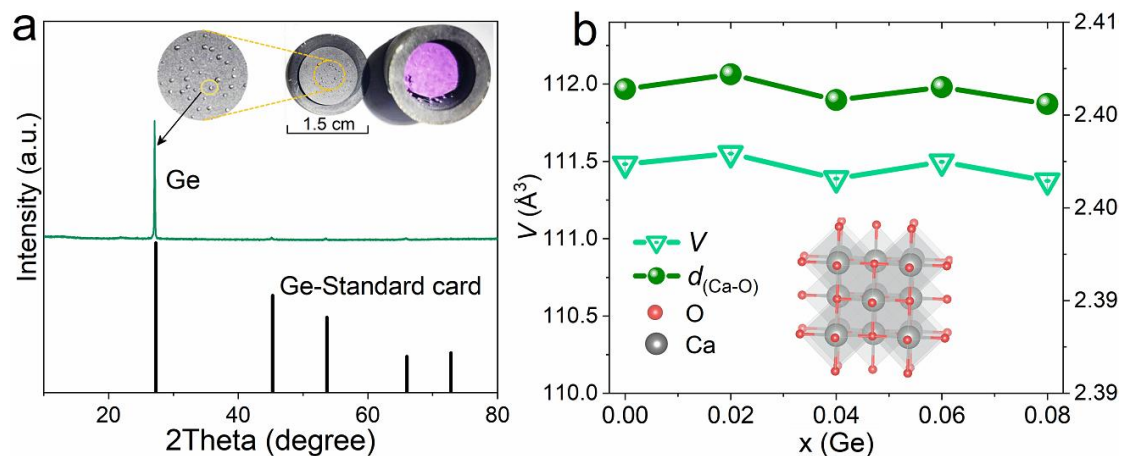 a
1.5 cm
Ge
Ge-Standard card
Intensity (a.u.)
20
40
60
80
2Theta (degree)
b
112.0
111.5
111.0
110.5
110.0
V (Å³)
V
d(Ca-O)
O
Ca
2.41
2.40
2.40
2.39
2.39
0.00
0.02
0.04
0.06
0.08
x (Ge)